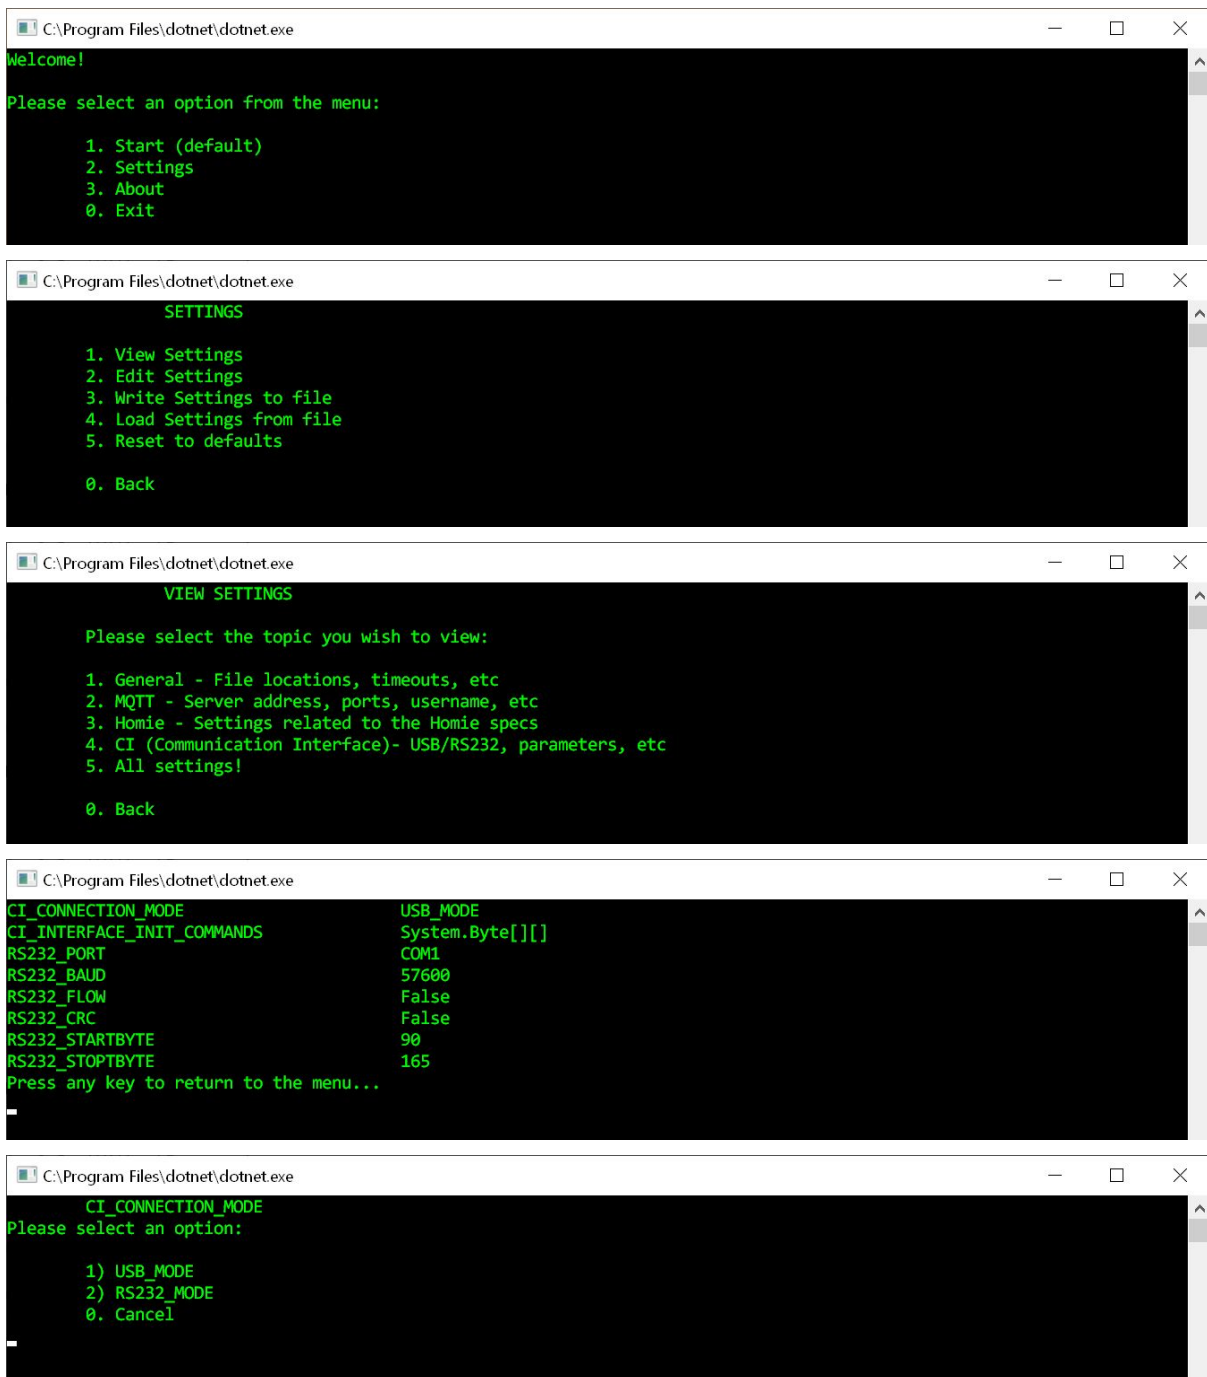 C:\Program Files\dotnet\dotnet.exe
Welcome!
Please select an option from the menu:
1. Start (default)
2. Settings
3. About
0. Exit
C:\Program Files\dotnet\dotnet.exe
SETTINGS
1. View Settings
2. Edit Settings
3. Write Settings to file
4. Load Settings from file
5. Reset to defaults
0. Back
C:\Program Files\dotnet\dotnet.exe
VIEW SETTINGS
Please select the topic you wish to view:
1. General - File locations, timeouts, etc
2. MQTT - Server address, ports, username, etc
3. Homie - Settings related to the Homie specs
4. CI (Communication Interface)- USB/RS232, parameters, etc
5. All settings!
0. Back
C:\Program Files\dotnet\dotnet.exe
CI_CONNECTION_MODE USB_MODE
CI_INTERFACE_INIT_COMMANDS System.Byte[][]
RS232_PORT COM1
RS232_BAUD 57600
RS232_FLOW False
RS232_CRC False
RS232_STARTBYTE 90
RS232_STOPTBYTE 165
Press any key to return to the menu...
C:\Program Files\dotnet\dotnet.exe
CI_CONNECTION_MODE
Please select an option:
1) USB_MODE
2) RS232_MODE
0. Cancel